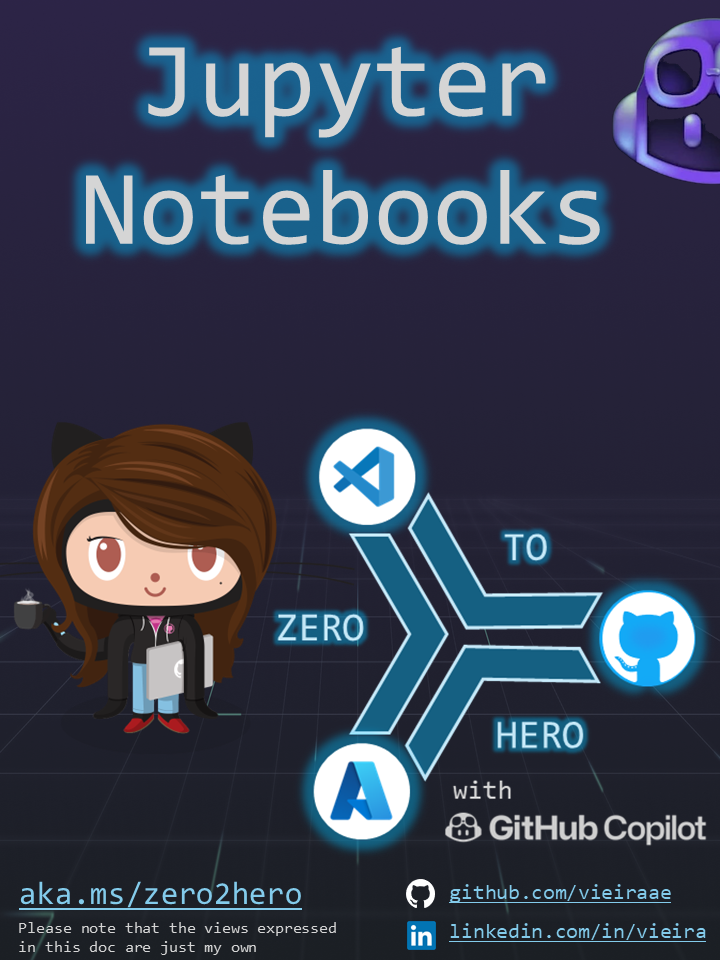 Jupyter
Notebooks
TO
ZERO
HERO
with
GitHub Copilot
aka.ms/zero2hero
github.com/vieiraae
Please note that the views expressed
in this doc are just my own
linkedin.com/in/vieira